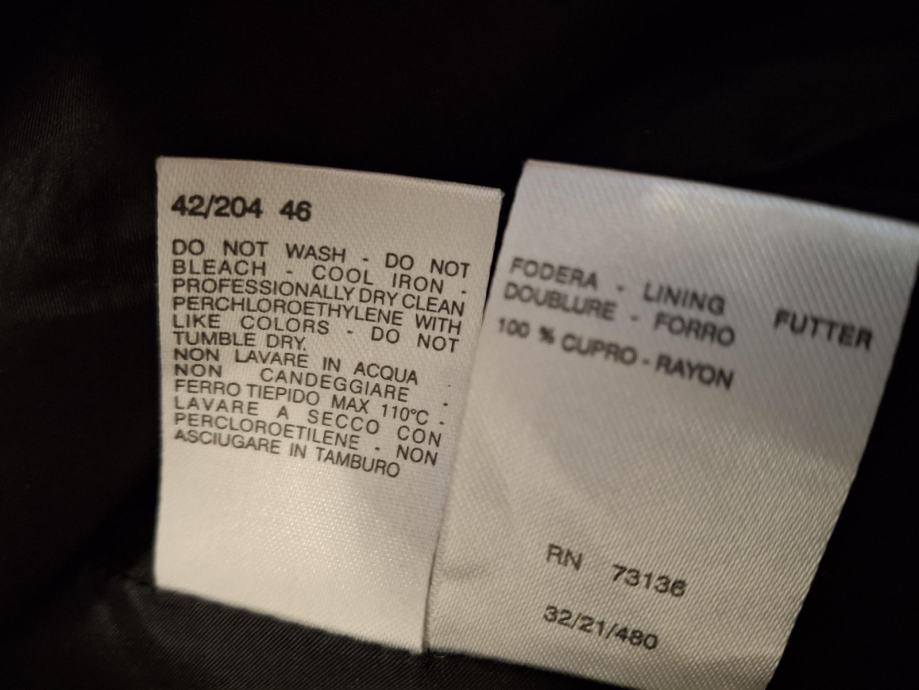 42/204 46
DO NOT WASH - DO NOT
BLEACH - COOL IRON -
PROFESSIONALLY DRY CLEAN
PERCHLOROETHYLENE WITH
LIKE COLORS - DO NOT
TUMBLE DRY.
NON LAVARE IN ACQUA -
NON CANDEGGIARE -
FERRO TIEPIDO MAX 110°C -
LAVARE A SECCO CON
PERCLOROETILENE - NON
ASCIUGARE IN TAMBURO
FODERA - LINING FUTTER
DOUBLURE - FORRO
100 % CUPRO - RAYON
RN 73136
32/21/480